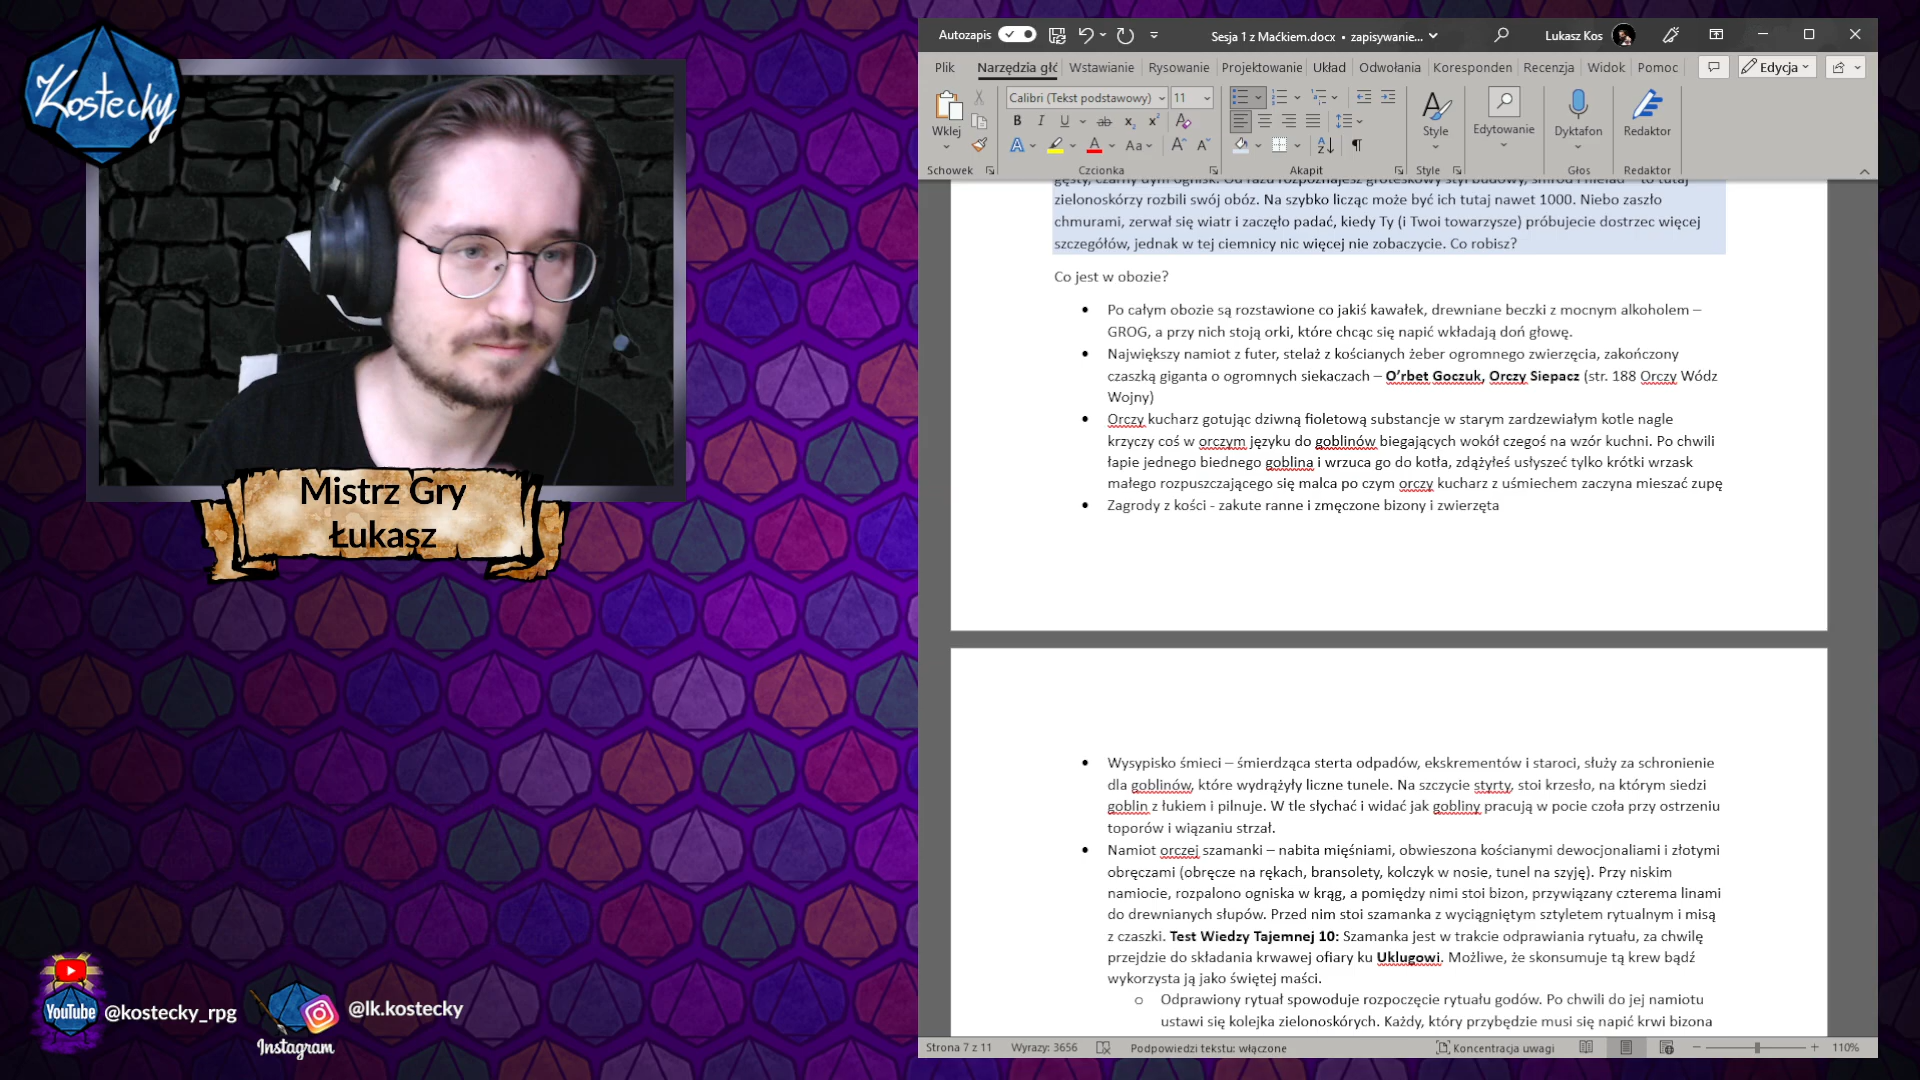 Kostecky
Mistrz Gry
Łukasz
YouTube
@kostecky_rpg
Instagram
@lk.kostecky
Autozapis
Sesja 1 z Maćkiem.docx • zapisywanie...
Lukasz Kos
Plik
Narzędzia głć
Wstawianie
Rysowanie
Projektowanie
Układ
Odwołania
Koresponden
Recenzja
Widok
Pomoc
Edycja
Wklej
Calibri (Tekst podstawowy)
11
Style
Edytowanie
Dyktafon
Redaktor
Schowek
Czcionka
Akapit
Style
Głos
Redaktor
gęsty, czarny dym ognisk. Od razu rozpoznajesz groteskowy styl budowy, smród i nieład – to tutaj
zielonoskórzy rozbili swój obóz. Na szybko licząc może być ich tutaj nawet 1000. Niebo zaszło
chmurami, zerwał się wiatr i zaczęło padać, kiedy Ty (i Twoi towarzysze) próbujecie dostrzec więcej
szczegółów, jednak w tej ciemnicy nic więcej nie zobaczycie. Co robisz?
Co jest w obozie?
• Po całym obozie są rozstawione co jakiś kawałek, drewniane beczki z mocnym alkoholem –
GROG, a przy nich stoją orki, które chcąc się napić wkładają doń głowę.
• Największy namiot z futer, stelaż z kościanych żeber ogromnego zwierzęcia, zakończony
czaszką giganta o ogromnych siekaczach – O'rbet Goczuk, Orczy Siepacz (str. 188 Orczy Wódz
Wojny)
• Orczy kucharz gotując dziwną fioletową substancje w starym zardzewiałym kotle nagle
krzyczy coś w orczym języku do goblinów biegających wokół czegoś na wzór kuchni. Po chwili
łapie jednego biednego goblina i wrzuca go do kotła, zdążyłeś usłyszeć tylko krótki wrzask
małego rozpuszczającego się malca po czym orczy kucharz z uśmiechem zaczyna mieszać zupę
• Zagrody z kości - zakute ranne i zmęczone bizony i zwierzęta
• Wysypisko śmieci – śmierdząca sterta odpadów, ekskrementów i staroci, służy za schronienie
dla goblinów, które wydrążyły liczne tunele. Na szczycie styrty, stoi krzesło, na którym siedzi
goblin z łukiem i pilnuje. W tle słychać i widać jak gobliny pracują w pocie czoła przy ostrzeniu
toporów i wiązaniu strzał.
• Namiot orczej szamanki – nabita mięśniami, obwieszona kościanymi dewocjonaliami i złotymi
obręczami (obręcze na rękach, bransolety, kolczyk w nosie, tunel na szyję). Przy niskim
namiocie, rozpalono ogniska w krąg, a pomiędzy nimi stoi bizon, przywiązany czterema linami
do drewnianych słupów. Przed nim stoi szamanka z wyciągniętym sztyletem rytualnym i misą
z czaszki. Test Wiedzy Tajemnej 10: Szamanka jest w trakcie odprawiania rytuału, za chwilę
przejdzie do składania krwawej ofiary ku Uklugowi. Możliwe, że skonsumuje tą krew bądź
wykorzysta ją jako świętej maści.
o Odprawiony rytuał spowoduje rozpoczęcie rytuału godów. Po chwili do jej namiotu
ustawi się kolejka zielonoskórych. Każdy, który przybędzie musi się napić krwi bizona
Strona 7 z 11
Wyrazy: 3656
Podpowiedzi tekstu: włączone
Koncentracja uwagi
110%